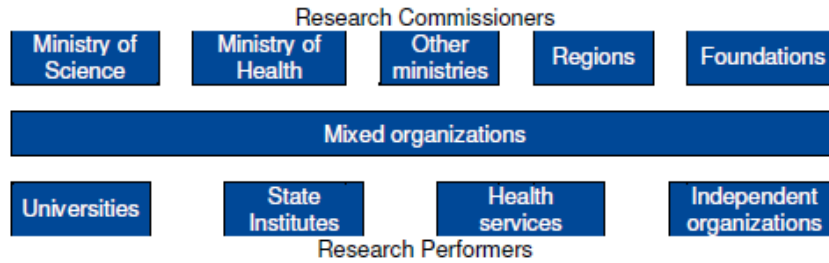 Research Commissioners
Ministry of Science
Ministry of Health
Other ministries
Regions
Foundations
Mixed organizations
Universities
State Institutes
Health services
Independent organizations
Research Performers